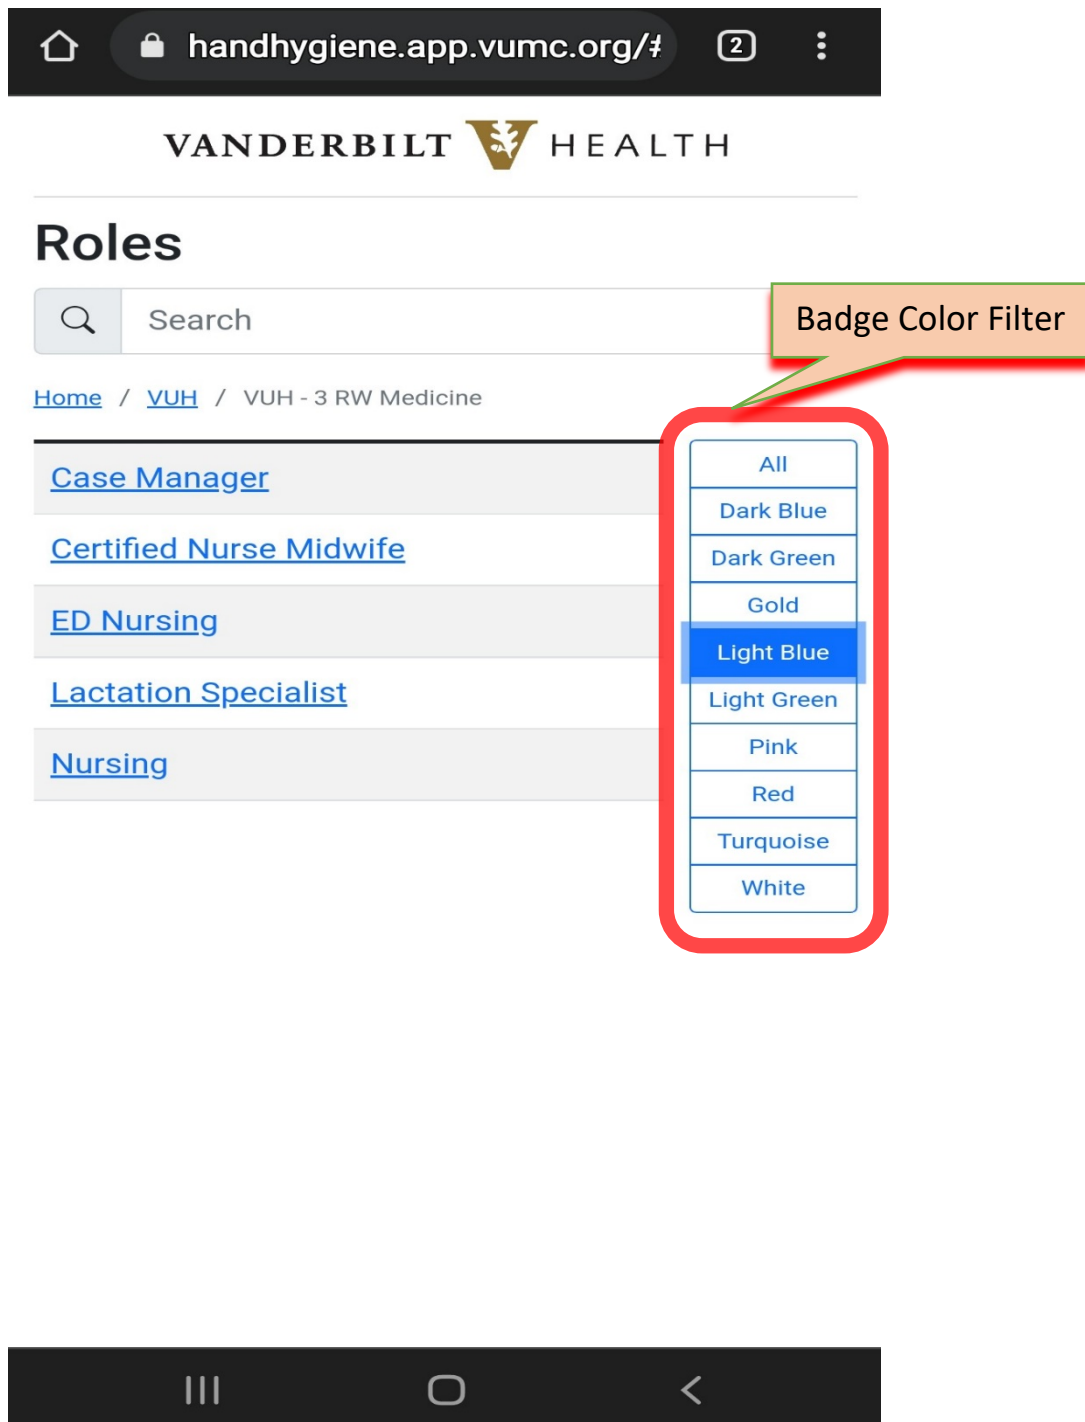 handhygiene.app.vumc.org/#
2
VANDERBILT V HEALTH
Roles
Search
Badge Color Filter
Home / VUH / VUH - 3 RW Medicine
Case Manager
Certified Nurse Midwife
ED Nursing
Lactation Specialist
Nursing
All
Dark Blue
Dark Green
Gold
Light Blue
Light Green
Pink
Red
Turquoise
White